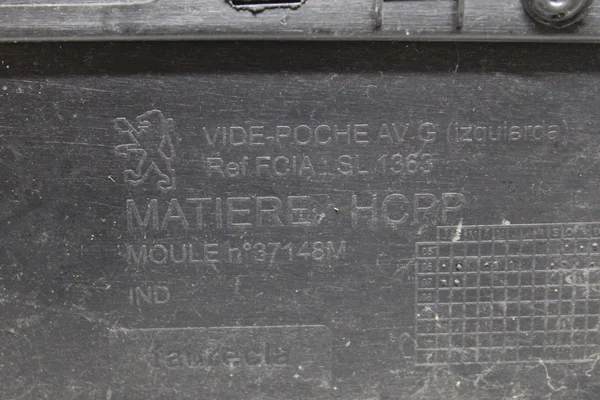 VIDE-POCHE AV.G (izquierda)
Ref.FCIA : SL 1363
MATIERE : HCPP
MOULE n°37148M
IND
faurecia